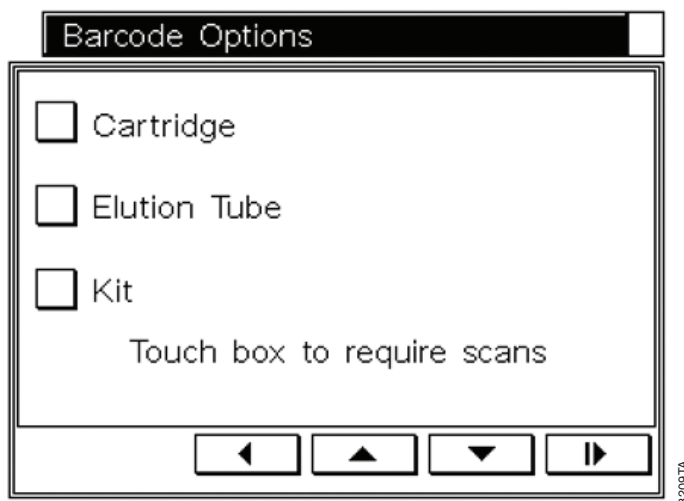 Barcode Options
Cartridge
Elution Tube
Kit
Touch box to require scans